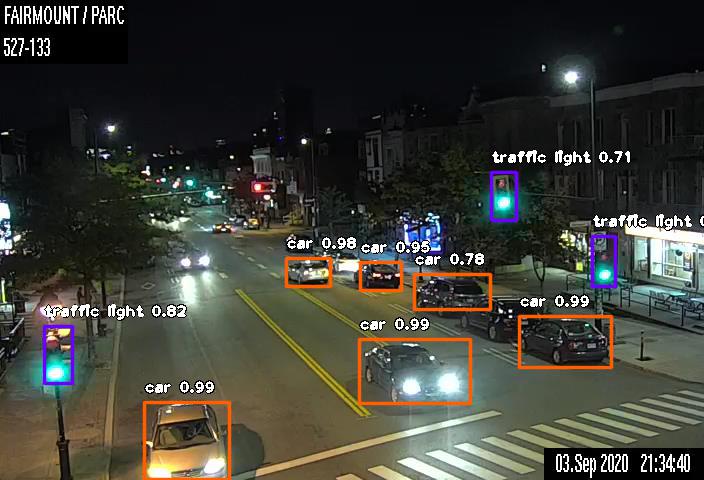 FAIRMOUNT / PARC
527-133
traffic light 0.71
traffic light
car 0.98
car 0.95
car 0.78
car 0.99
traffic light 0.82
car 0.99
car 0.99
03.Sep 2020 21:34:40